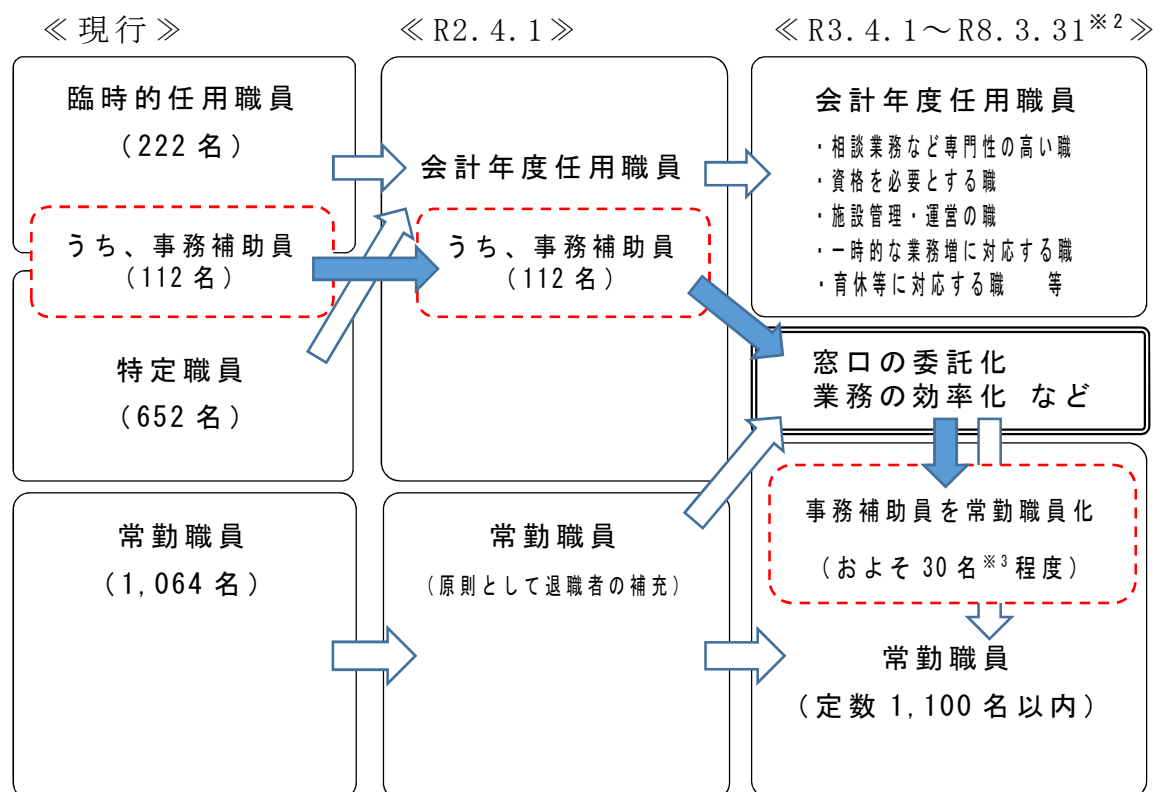 ≪現行≫
≪R2.4.1≫
≪R3.4.1～R8.3.31※2≫
臨時的任用職員
（222名）
うち、事務補助員
（112名）
特定職員
（652名）
常勤職員
（1,064名）
会計年度任用職員
うち、事務補助員
（112名）
常勤職員
（原則として退職者の補充）
会計年度任用職員
・相談業務など専門性の高い職
・資格を必要とする職
・施設管理・運営の職
・一時的な業務増に対応する職
・育休等に対応する職　等
窓口の委託化
業務の効率化 など
事務補助員を常勤職員化
（およそ30名※3程度）
常勤職員
（定数1,100名以内）